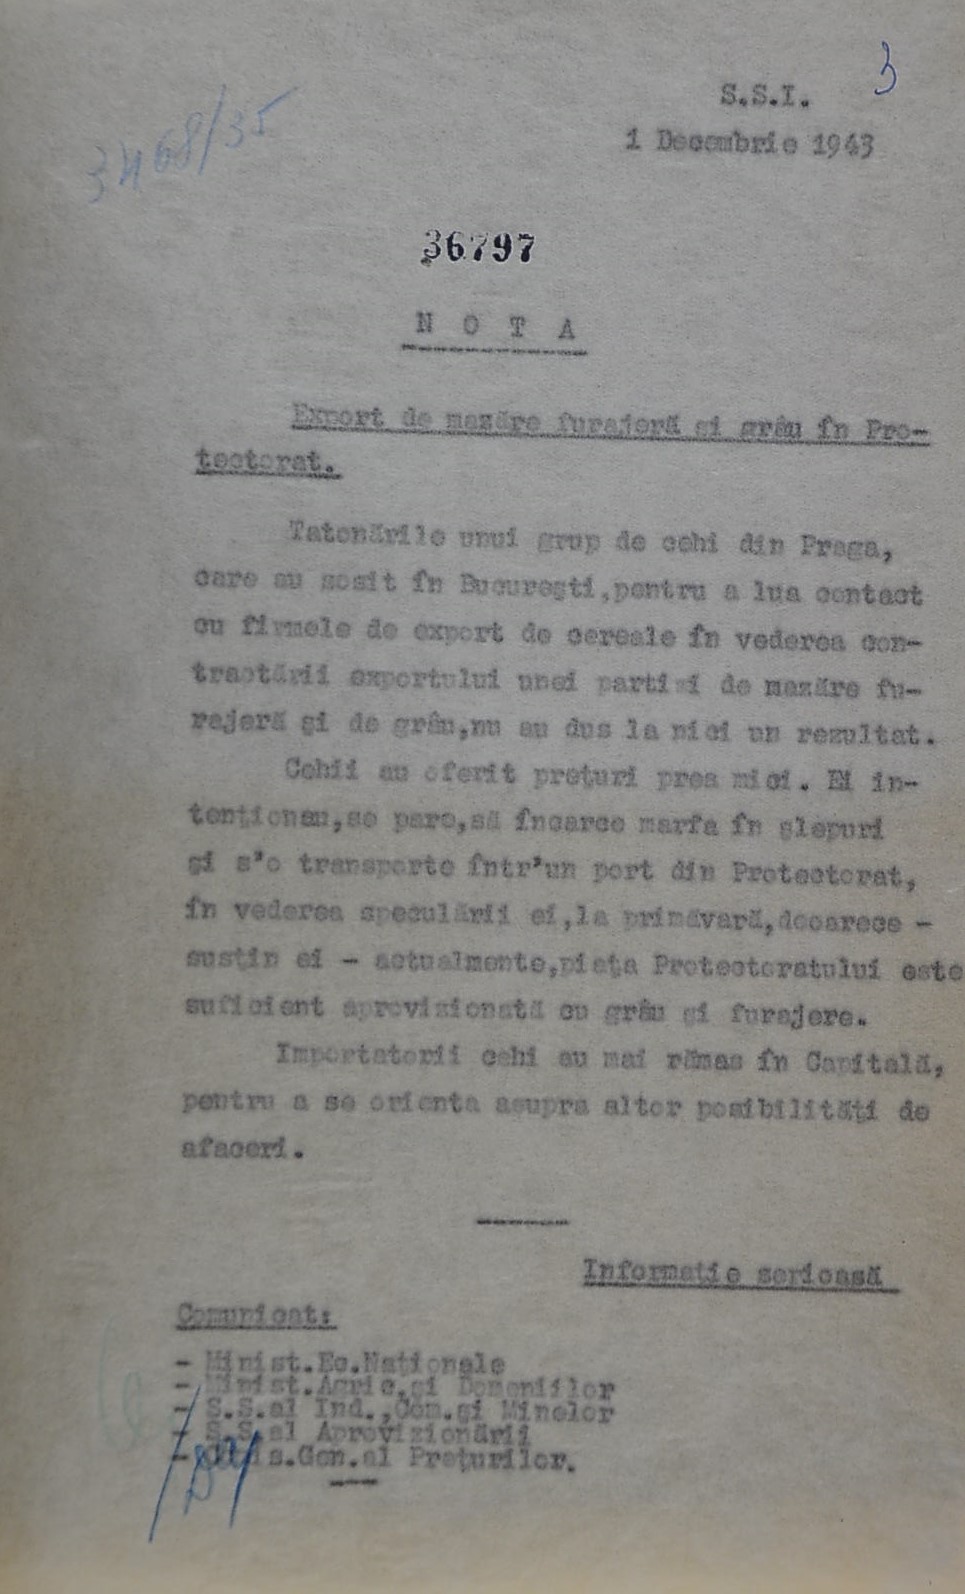 3
S.S.I.
3468/35
1 Decembrie 1943
36797
N O T A
Export de mazăre furajeră şi grâu în Pro-
tectorat.
Tatonările unui grup de cehi din Praga,
care au sosit în Bucureşti,pentru a lua contact
cu firmele de export de cereale în vederea con-
tractării exportului unei partizi de mazăre fu-
rajeră şi de grâu,nu au dus la nici un rezultat.
Cehii au oferit preţuri prea mici. Ei in-
tenţionau,se pare,să încarce marfa în şlepuri
şi s'o transporte într'un port din Protectorat,
în vederea speculării ei,la primăvară,deoarece -
susţin ei - actualmente,piaţa Protectoratului este
suficient aprovizionată cu grâu şi furajere.
Importatorii cehi au mai rămas în Capitală,
pentru a se orienta asupra altor posibilităţi de
afaceri.
Informaţie serioasă
Comunicat:
- Minist.Ec.Naţionale
- Minist.Agric.şi Domeniilor
- S.S.al Ind.,Com.şi Minelor
- S.S.al Aprovizionării
- s.Gen.al Preţurilor.